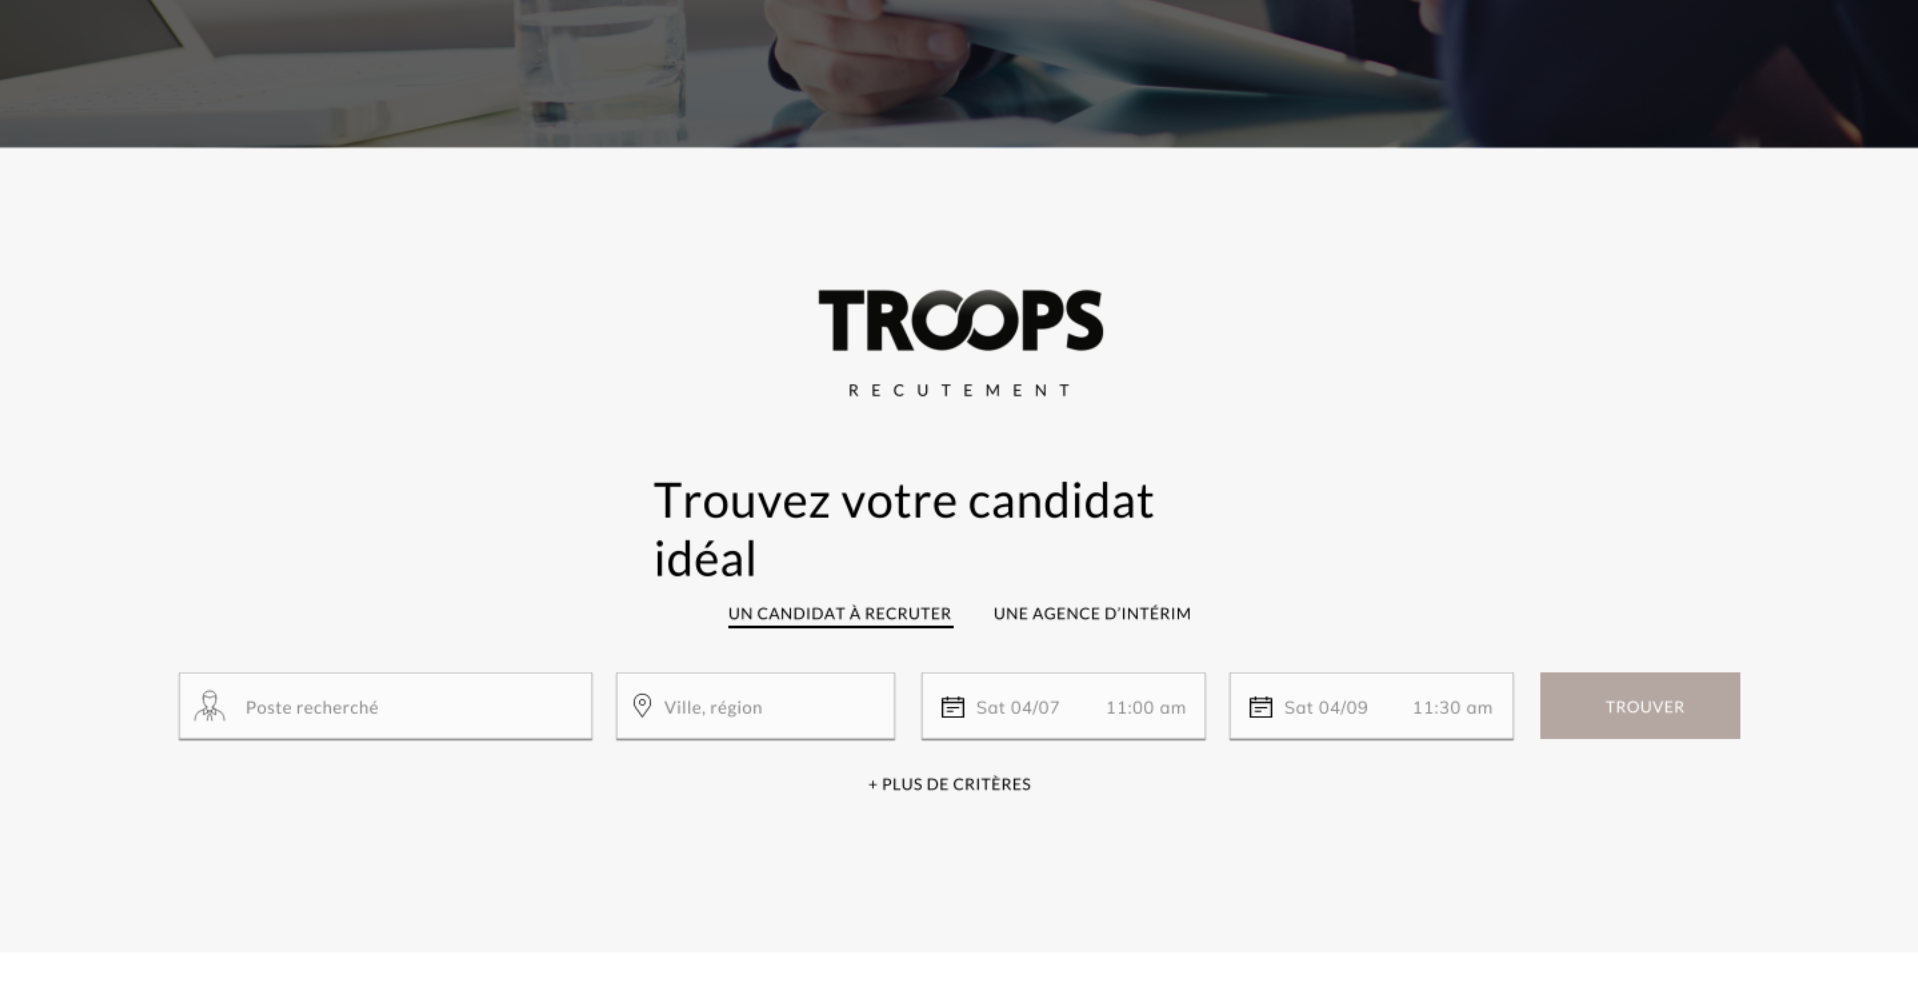 TROOPS
RECUTEMENT
Trouvez votre candidat
idéal
UN CANDIDAT À RECRUTER UNE AGENCE D'INTÉRIM
Poste recherché Ville, région Sat 04/07 11:00 am Sat 04/09 11:30 am TROUVER
+ PLUS DE CRITÈRES